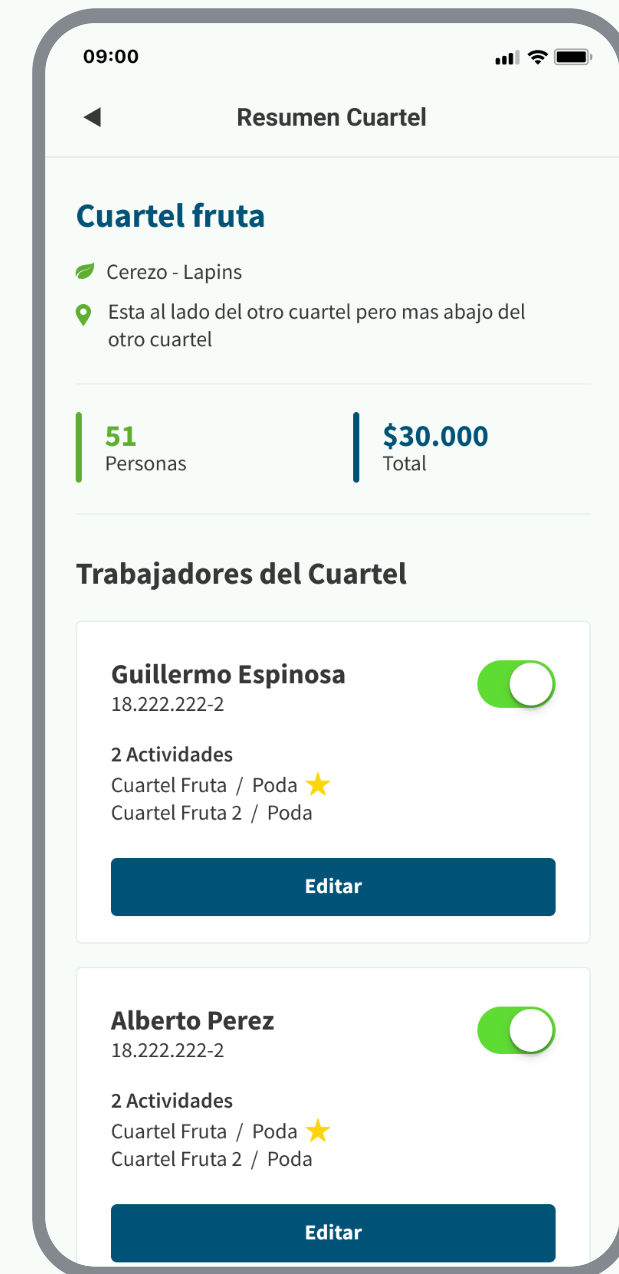 09:00
Resumen Cuartel
Cuartel fruta
Cerezo - Lapins
Esta al lado del otro cuartel pero mas abajo del
otro cuartel
51
Personas
$30.000
Total
Trabajadores del Cuartel
Guillermo Espinosa
18.222.222-2
2 Actividades
Cuartel Fruta / Poda
Cuartel Fruta 2 / Poda
Editar
Alberto Perez
18.222.222-2
2 Actividades
Cuartel Fruta / Poda
Cuartel Fruta 2 / Poda
Editar